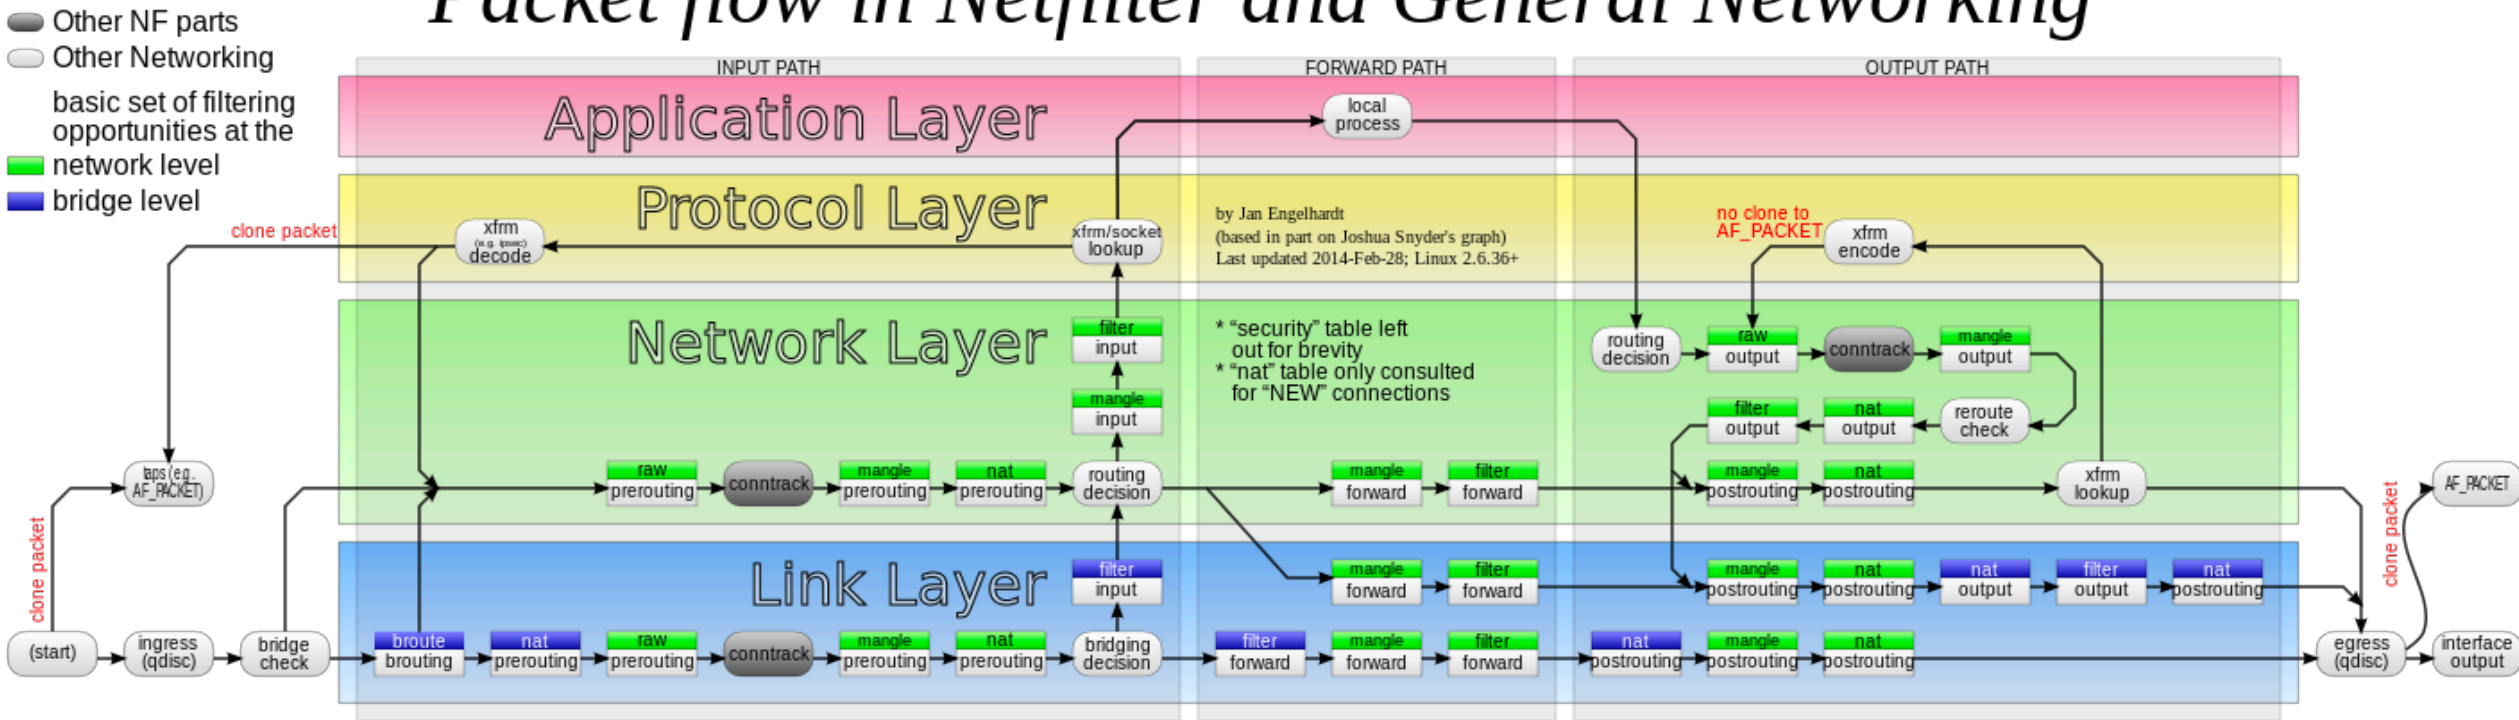 Packet flow in Netfilter and General Networking
Other NF parts
Other Networking
basic set of filtering
opportunities at the
network level
bridge level
INPUT PATH
FORWARD PATH
OUTPUT PATH
Application Layer
local
process
Protocol Layer
clone packet
xfrm
(e.g. ipsec)
decode
xfrm/socket
lookup
by Jan Engelhardt
(based in part on Joshua Snyder's graph)
Last updated 2014-Feb-28; Linux 2.6.36+
no clone to
AF_PACKET
xfrm
encode
Network Layer
filter
input
mangle
input
* “security” table left
out for brevity
* “nat” table only consulted
for “NEW” connections
routing
decision
raw
output
conntrack
mangle
output
filter
output
nat
output
reroute
check
taps (e.g.
AF_PACKET)
raw
prerouting
conntrack
mangle
prerouting
nat
prerouting
routing
decision
mangle
forward
filter
forward
mangle
postrouting
nat
postrouting
xfrm
lookup
AF_PACKET
clone packet
clone packet
Link Layer
filter
input
mangle
forward
filter
forward
mangle
postrouting
nat
postrouting
nat
output
filter
output
nat
postrouting
(start)
ingress
(qdisc)
bridge
check
broute
brouting
nat
prerouting
raw
prerouting
conntrack
mangle
prerouting
nat
prerouting
bridging
decision
filter
forward
mangle
forward
filter
forward
nat
postrouting
mangle
postrouting
nat
postrouting
egress
(qdisc)
interface
output